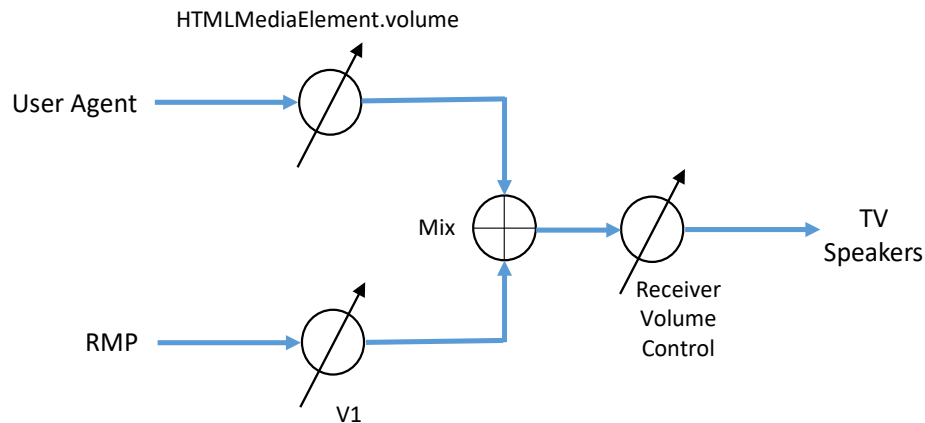 HTMLMediaElement.volume
User Agent
Mix
TV
Speakers
Receiver
Volume
Control
RMP
V1